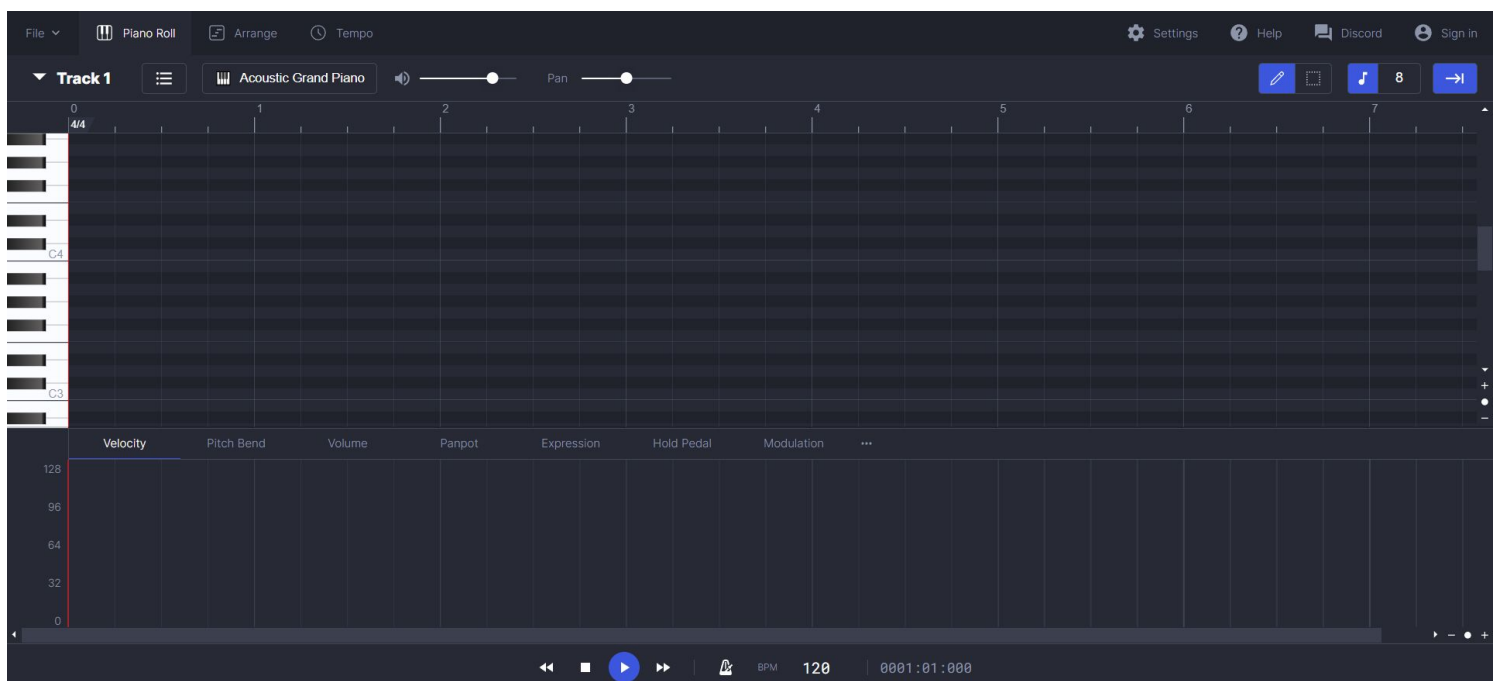 File Piano Roll Arrange Tempo Settings Help Discord Sign in
Track 1 Acoustic Grand Piano Pan 8
0 1 2 3 4 5 6 7
4/4
C4
C3
Velocity Pitch Bend Volume Panpot Expression Hold Pedal Modulation
128
96
64
32
0
BPM 120 0001:01:000